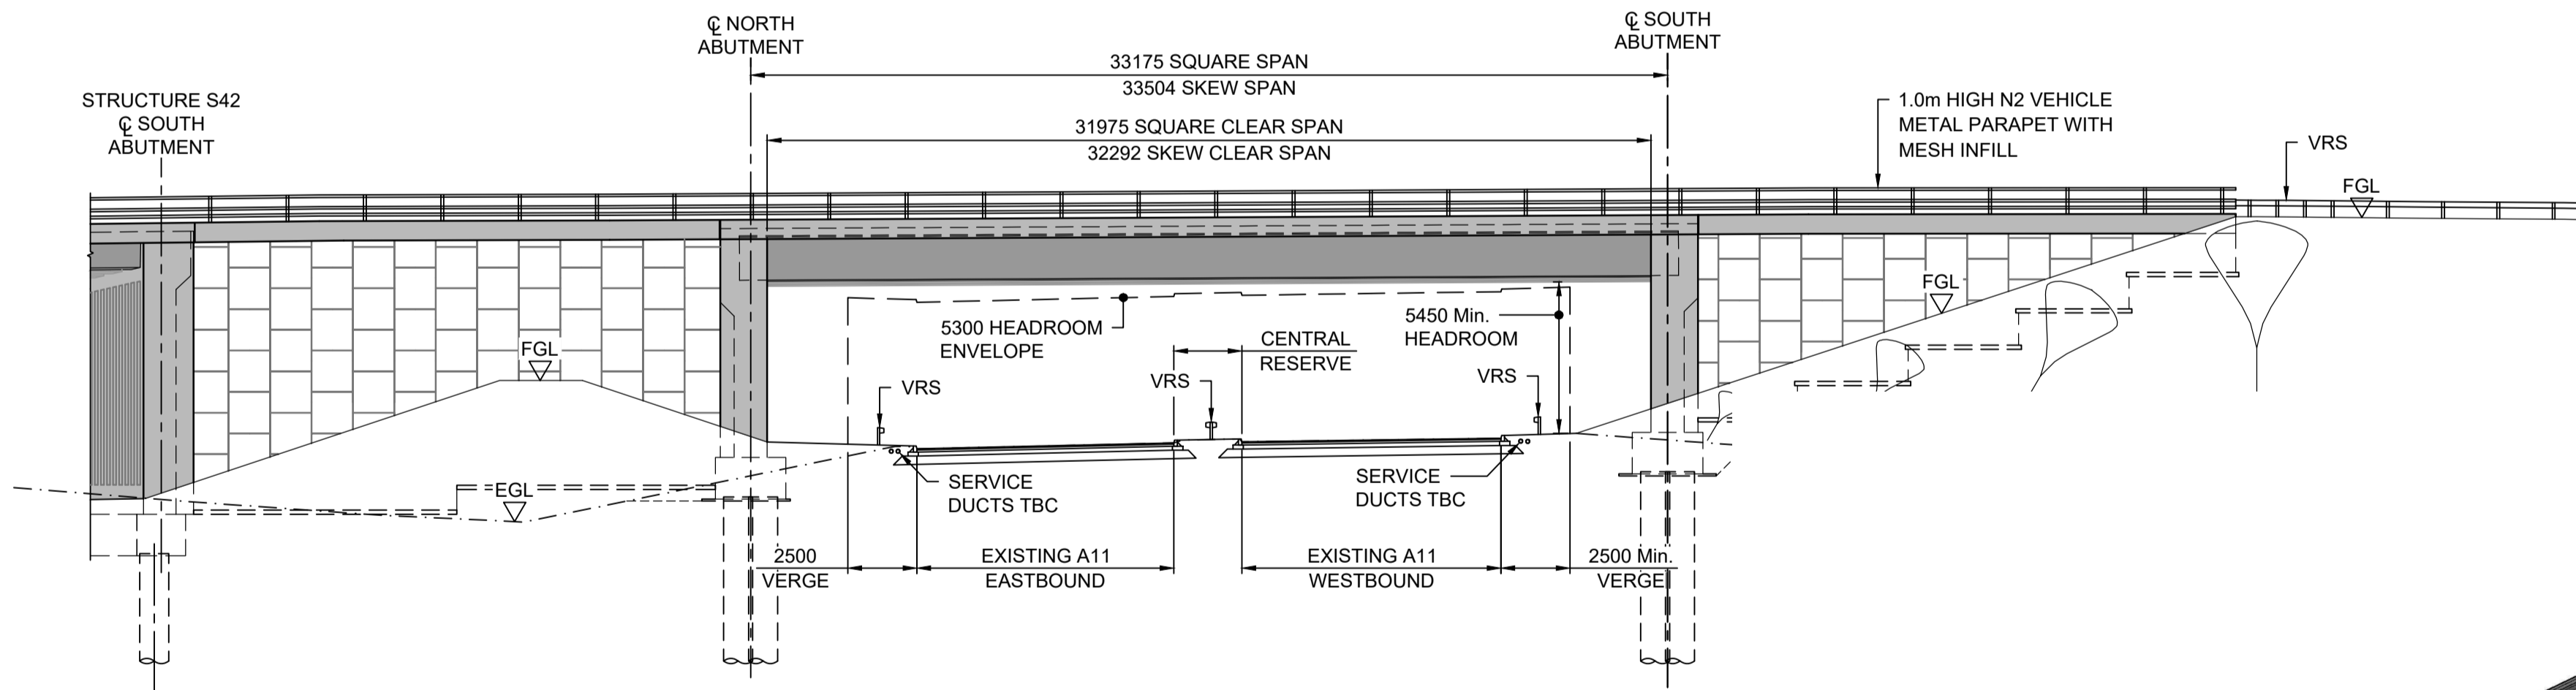 ℄ NORTH
ABUTMENT
℄ SOUTH
ABUTMENT
33175 SQUARE SPAN
33504 SKEW SPAN
STRUCTURE S42
℄ SOUTH
ABUTMENT
31975 SQUARE CLEAR SPAN
32292 SKEW CLEAR SPAN
1.0m HIGH N2 VEHICLE
METAL PARAPET WITH
MESH INFILL
VRS
FGL
FGL
5300 HEADROOM
ENVELOPE
CENTRAL
RESERVE
5450 Min.
HEADROOM
FGL
VRS
VRS
VRS
SERVICE
DUCTS TBC
SERVICE
DUCTS TBC
EGL
2500
VERGE
EXISTING A11
EASTBOUND
EXISTING A11
WESTBOUND
2500 Min.
VERGE